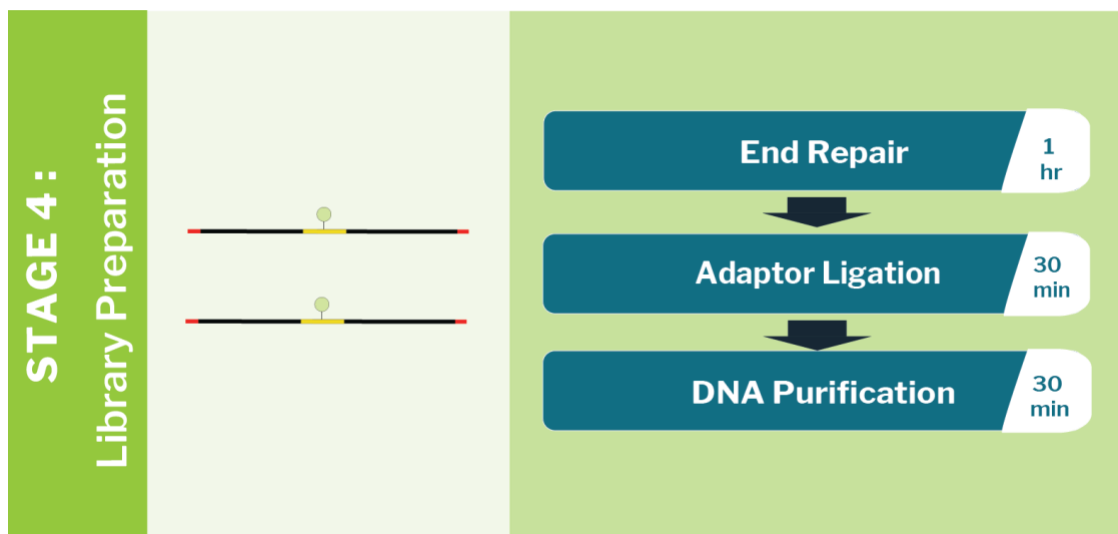 STAGE 4:
Library Preparation
End Repair
1
hr
Adaptor Ligation
30
min
DNA Purification
30
min